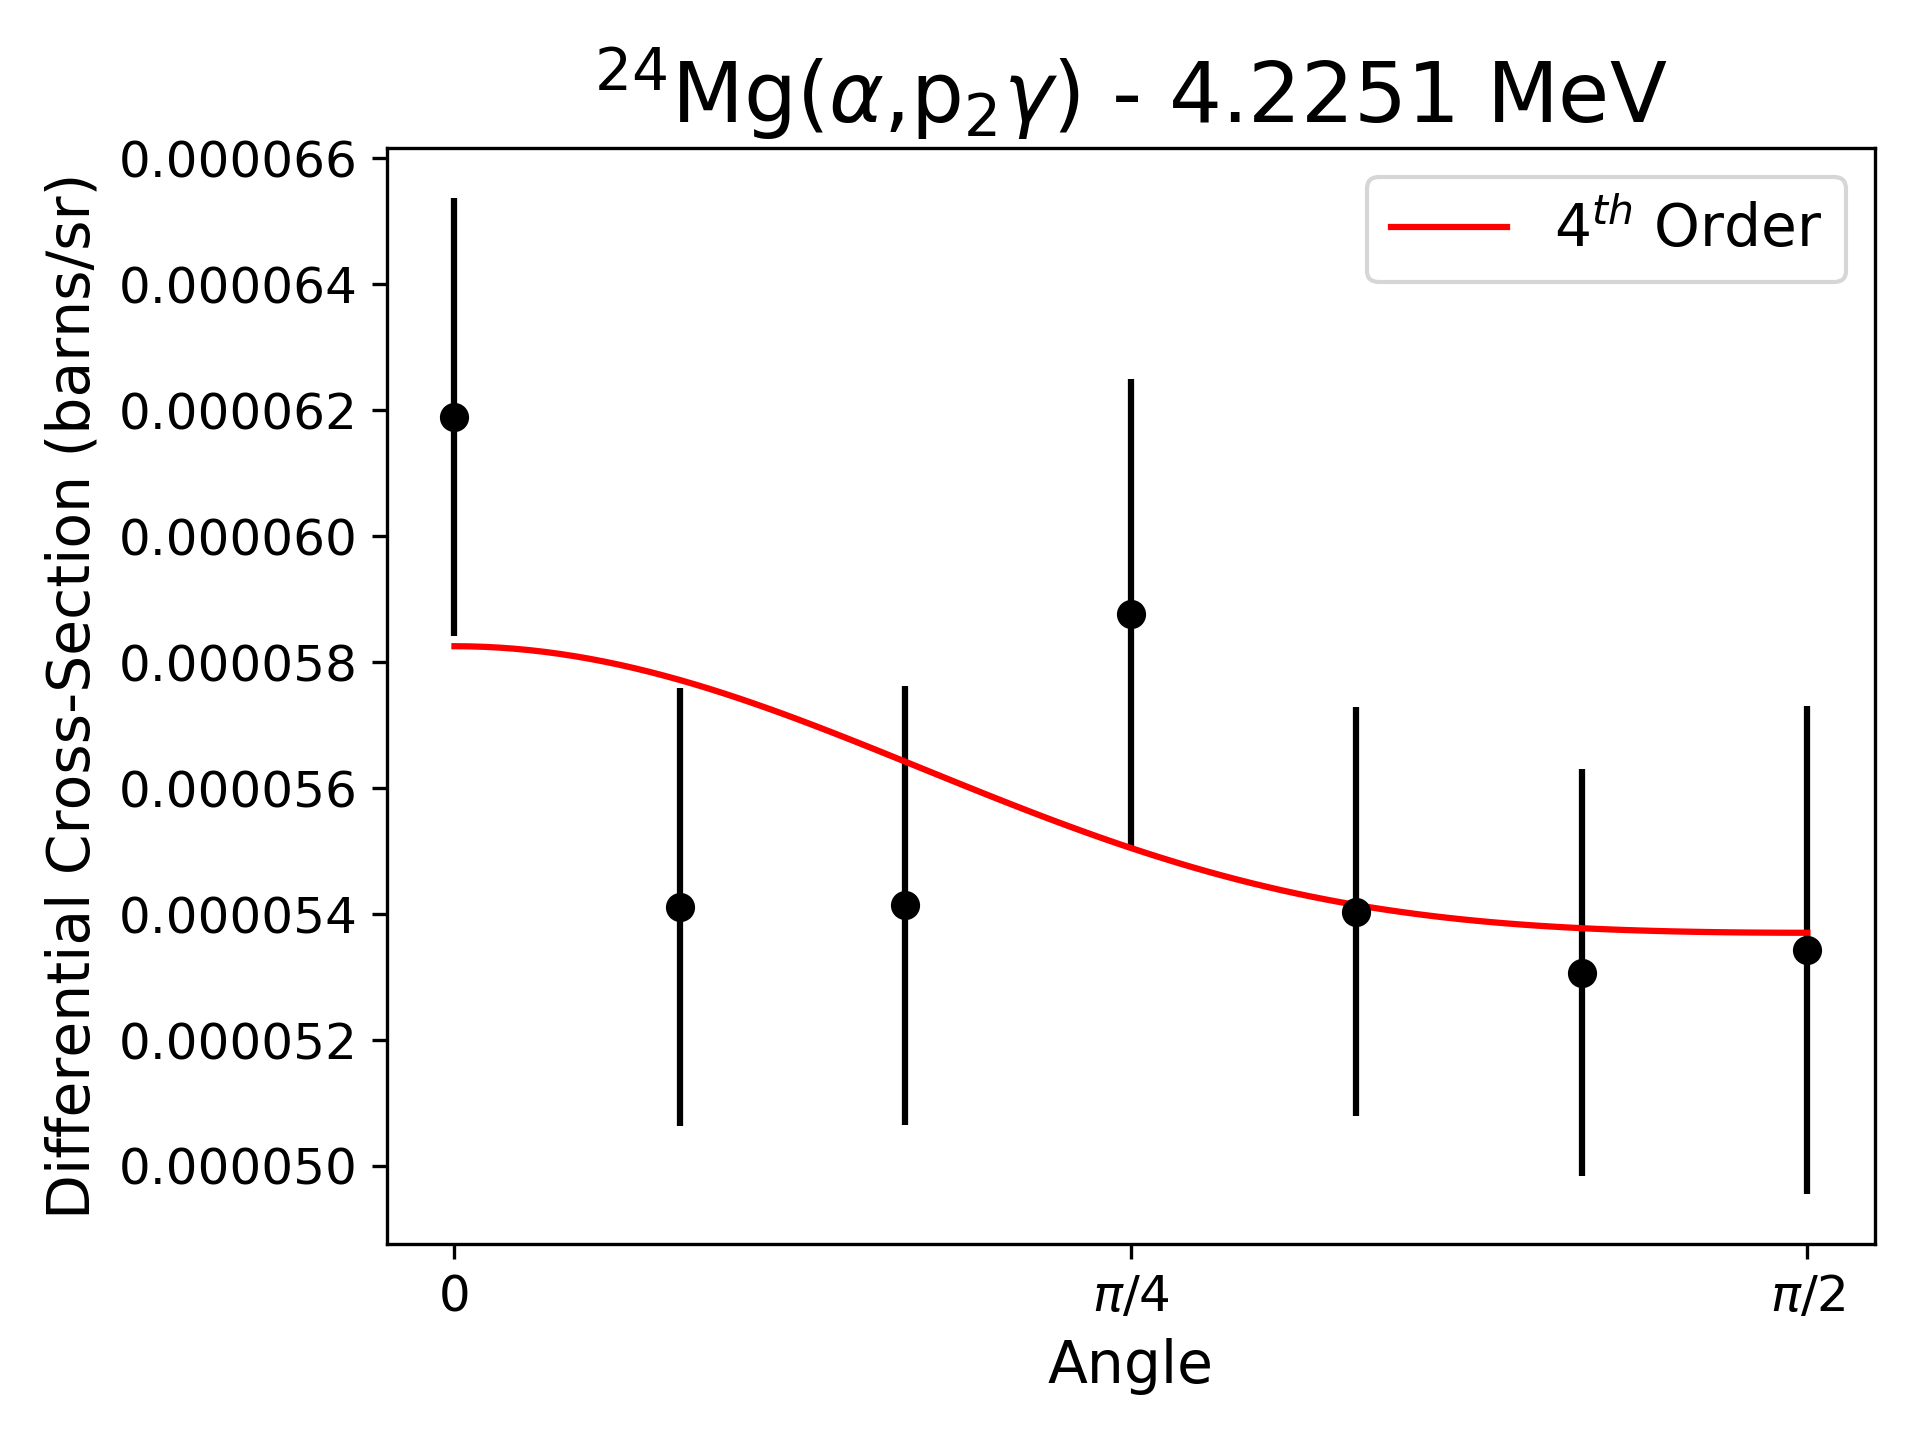 ²⁴Mg(α,p₂γ) - 4.2251 MeV
4ᵗʰ Order
Differential Cross-Section (barns/sr)
0.000066
0.000064
0.000062
0.000060
0.000058
0.000056
0.000054
0.000052
0.000050
0 π/4 π/2
Angle